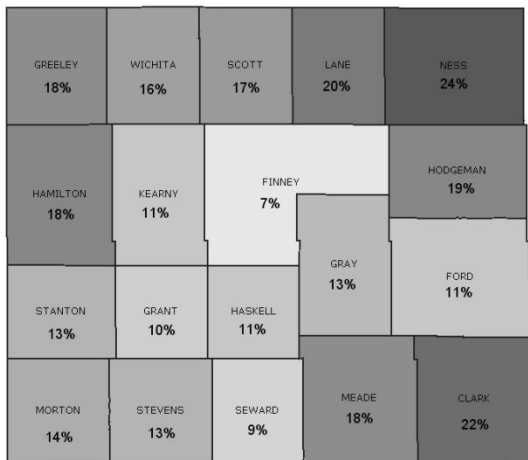 GREELEY
18%
WICHITA
16%
SCOTT
17%
LANE
20%
NESS
24%
HAMILTON
18%
KEARNY
11%
FINNEY
7%
HODGEMAN
19%
GRAY
13%
FORD
11%
STANTON
13%
GRANT
10%
HASKELL
11%
MORTON
14%
STEVENS
13%
SEWARD
9%
MEADE
18%
CLARK
22%